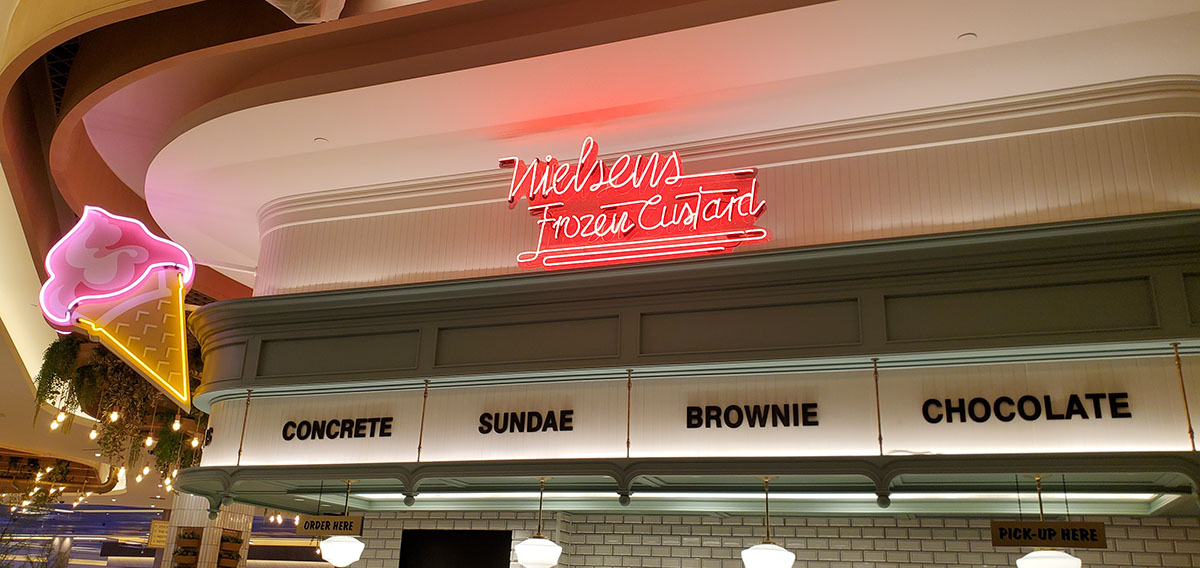 Nielsens
Frozen Custard
CONCRETE
SUNDAE
BROWNIE
CHOCOLATE
ORDER HERE
PICK-UP HERE